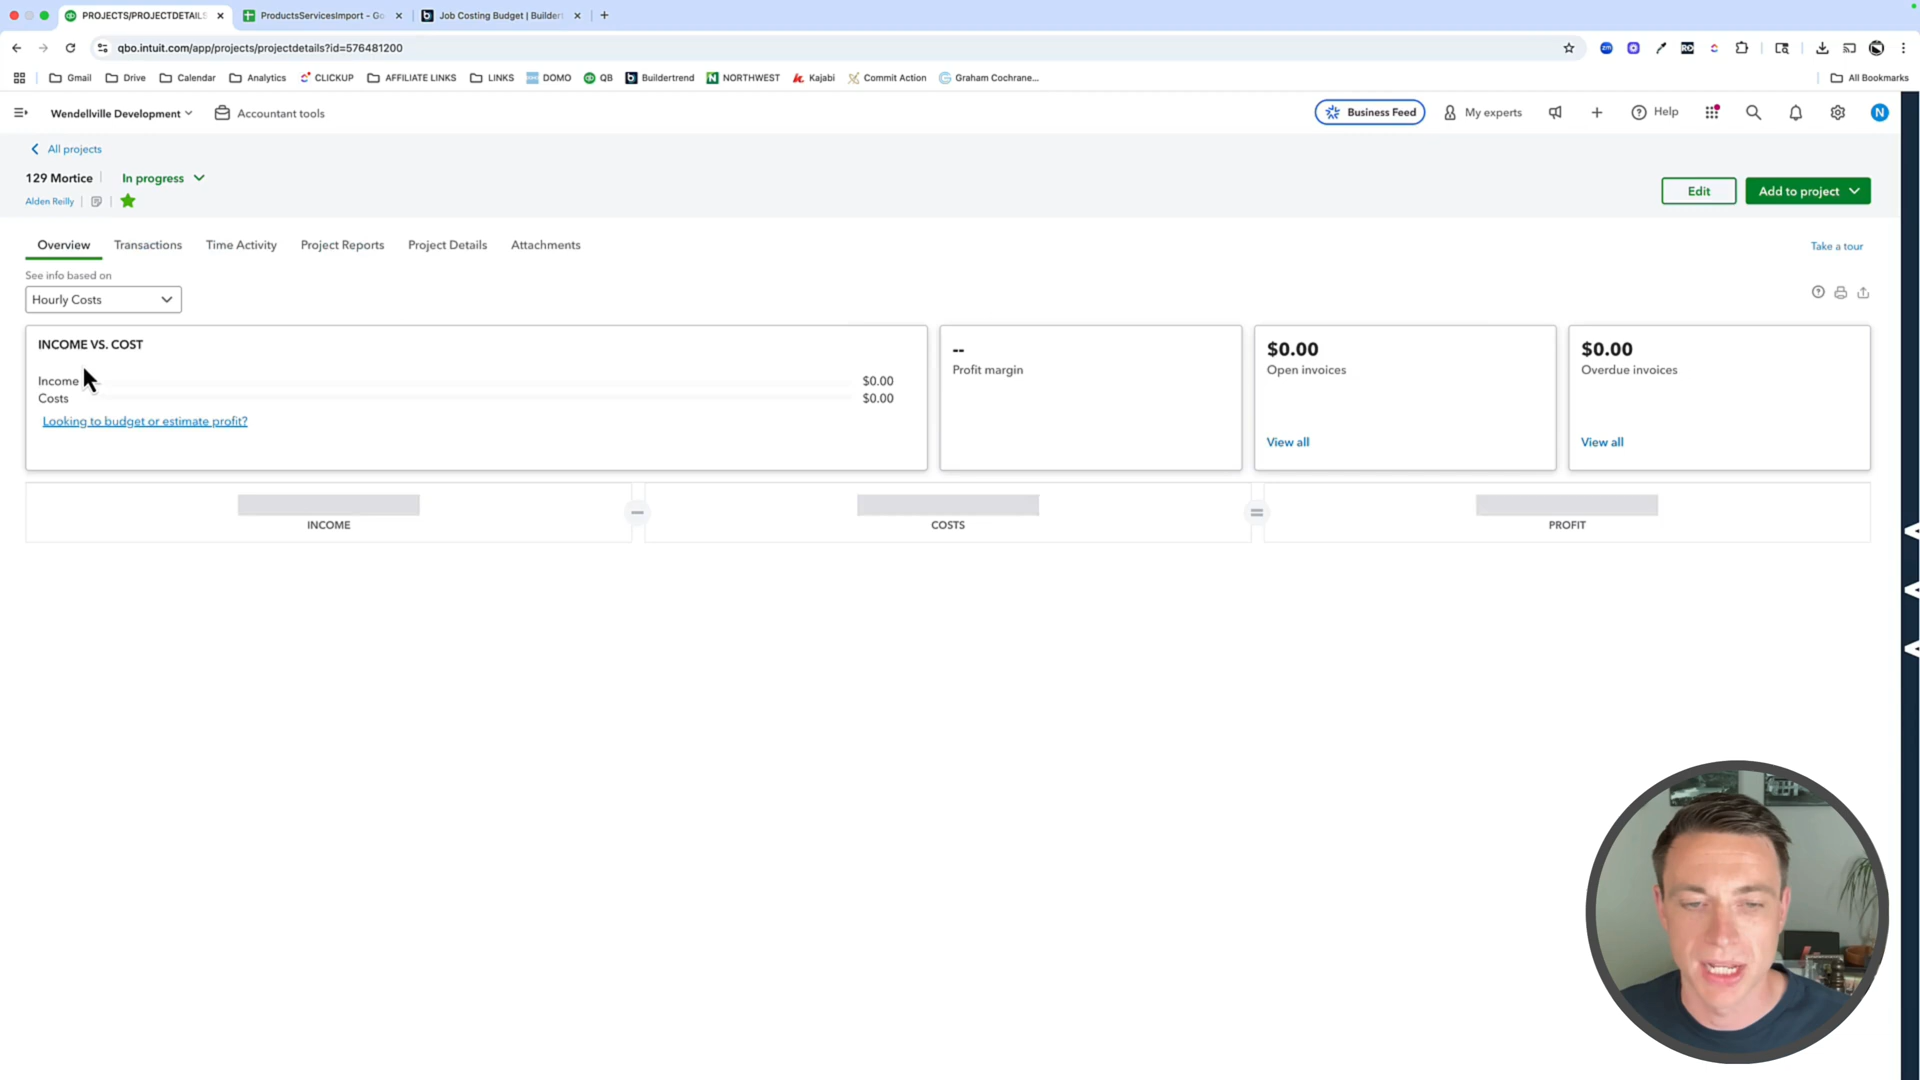 PROJECTS/PROJECTDETAILS
ProductsServicesImport - Go
Job Costing Budget | Builder
qbo.intuit.com/app/projects/projectdetails?id=576481200
Gmail
Drive
Calendar
Analytics
CLICKUP
AFFILIATE LINKS
LINKS
DOMO
QB
Buildertrend
NORTHWEST
Kajabi
Commit Action
Graham Cochrane...
All Bookmarks
Wendellville Development
Accountant tools
Business Feed
My experts
Help
N
All projects
129 Mortice
In progress
Alden Reilly
Edit
Add to project
Overview
Transactions
Time Activity
Project Reports
Project Details
Attachments
Take a tour
See info based on
Hourly Costs
INCOME VS. COST
Income
$0.00
Costs
$0.00
Looking to budget or estimate profit?
--
Profit margin
$0.00
Open invoices
View all
$0.00
Overdue invoices
View all
INCOME
COSTS
PROFIT